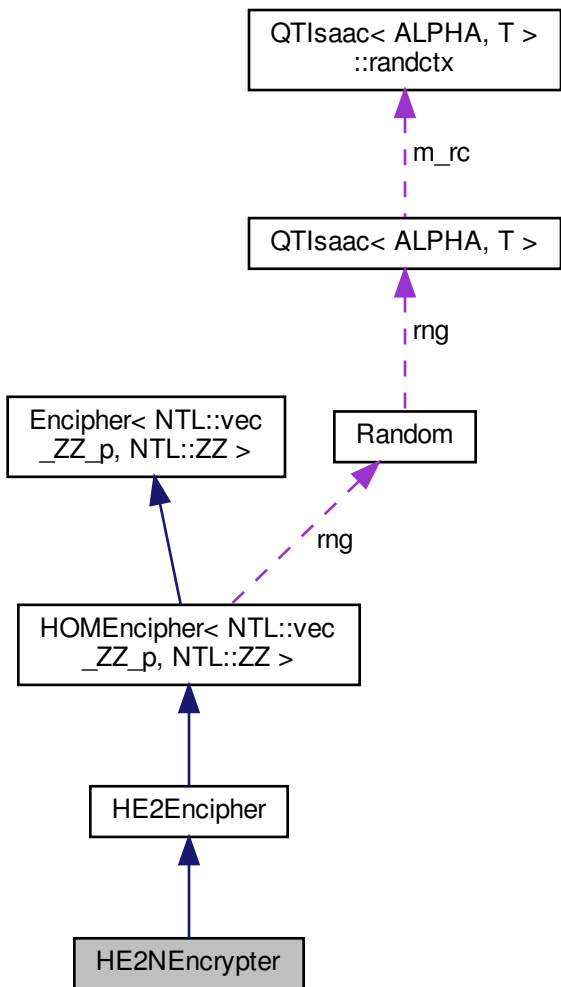 QTIsaac< ALPHA, T >
::randctx
m_rc
QTIsaac< ALPHA, T >
rng
Encipher< NTL::vec
_ZZ_p, NTL::ZZ >
Random
rng
HOMEncipher< NTL::vec
_ZZ_p, NTL::ZZ >
HE2Encipher
HE2NEncrypter